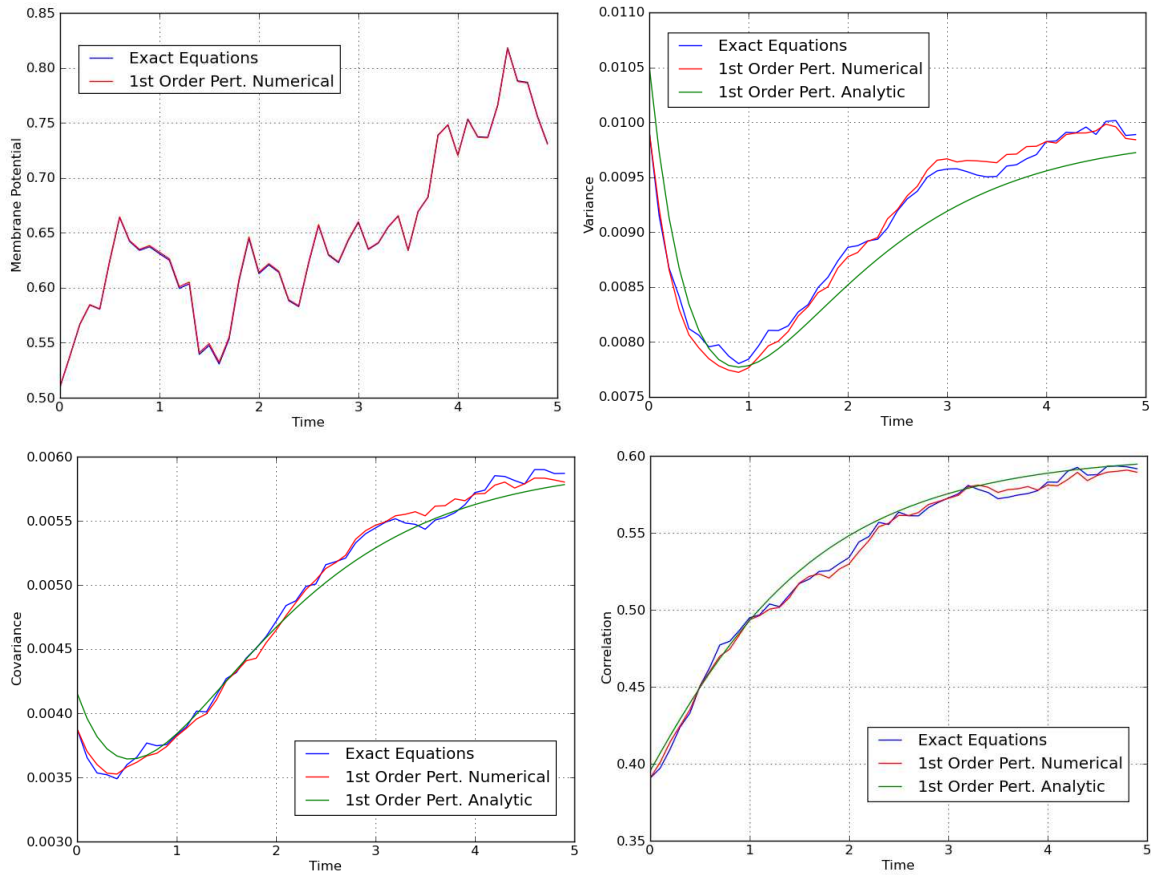 0.85
0.80
0.75
0.70
0.65
0.60
0.55
0.50
Membrane Potential
Exact Equations
1st Order Pert. Numerical
0 1 2 3 4 5
Time
0.0110
0.0105
0.0100
0.0095
0.0090
0.0085
0.0080
0.0075
Variance
Exact Equations
1st Order Pert. Numerical
1st Order Pert. Analytic
0 1 2 3 4 5
Time
0.0060
0.0055
0.0050
0.0045
0.0040
0.0035
0.0030
Covariance
Exact Equations
1st Order Pert. Numerical
1st Order Pert. Analytic
0 1 2 3 4 5
Time
0.60
0.55
0.50
0.45
0.40
0.35
Correlation
Exact Equations
1st Order Pert. Numerical
1st Order Pert. Analytic
0 1 2 3 4 5
Time